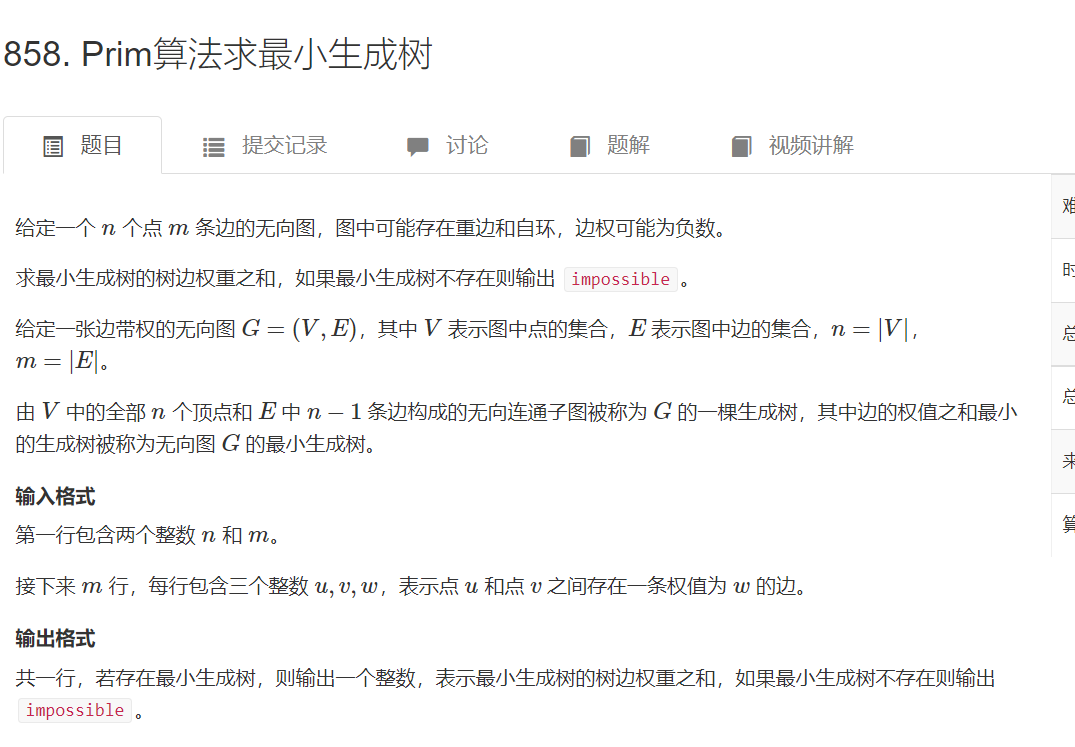 858. Prim算法求最小生成树
题目 提交记录 讨论 题解 视频讲解
给定一个 n 个点 m 条边的无向图，图中可能存在重边和自环，边权可能为负数。
求最小生成树的树边权重之和，如果最小生成树不存在则输出 impossible 。
给定一张边带权的无向图 G = (V, E)，其中 V 表示图中点的集合，E 表示图中边的集合，n = |V|，
m = |E|。
由 V 中的全部 n 个顶点和 E 中 n − 1 条边构成的无向连通子图被称为 G 的一棵生成树，其中边的权值之和最小
的生成树被称为无向图 G 的最小生成树。
输入格式
第一行包含两个整数 n 和 m。
接下来 m 行，每行包含三个整数 u, v, w，表示点 u 和点 v 之间存在一条权值为 w 的边。
输出格式
共一行，若存在最小生成树，则输出一个整数，表示最小生成树的树边权重之和，如果最小生成树不存在则输出
impossible 。